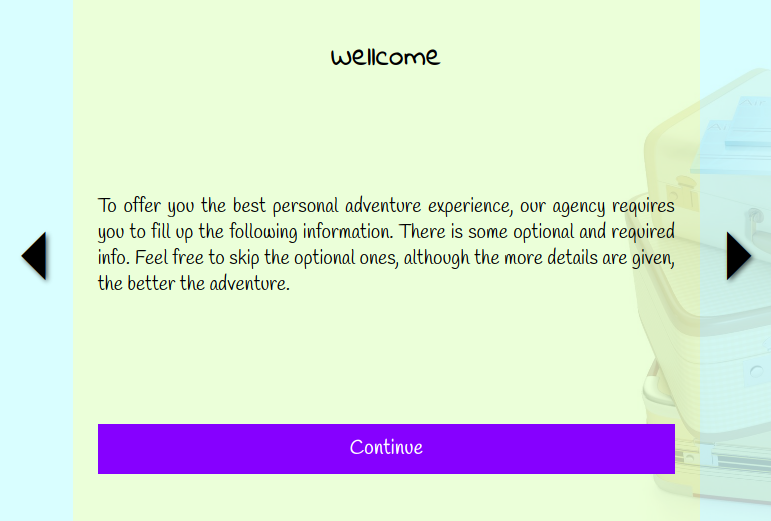 Wellcome
To offer you the best personal adventure experience, our agency requires
you to fill up the following information. There is some optional and required
info. Feel free to skip the optional ones, although the more details are given,
the better the adventure.
Continue